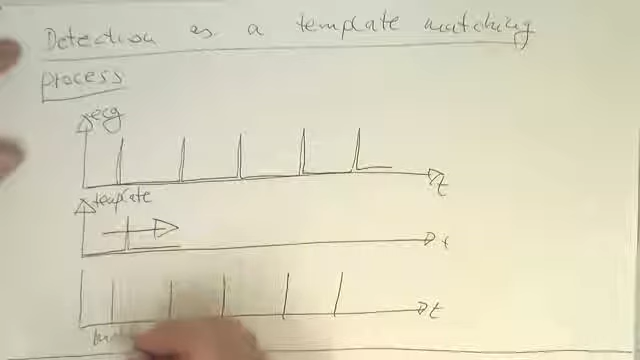 Detection as a template matching
process
ecg
t
template
t
t